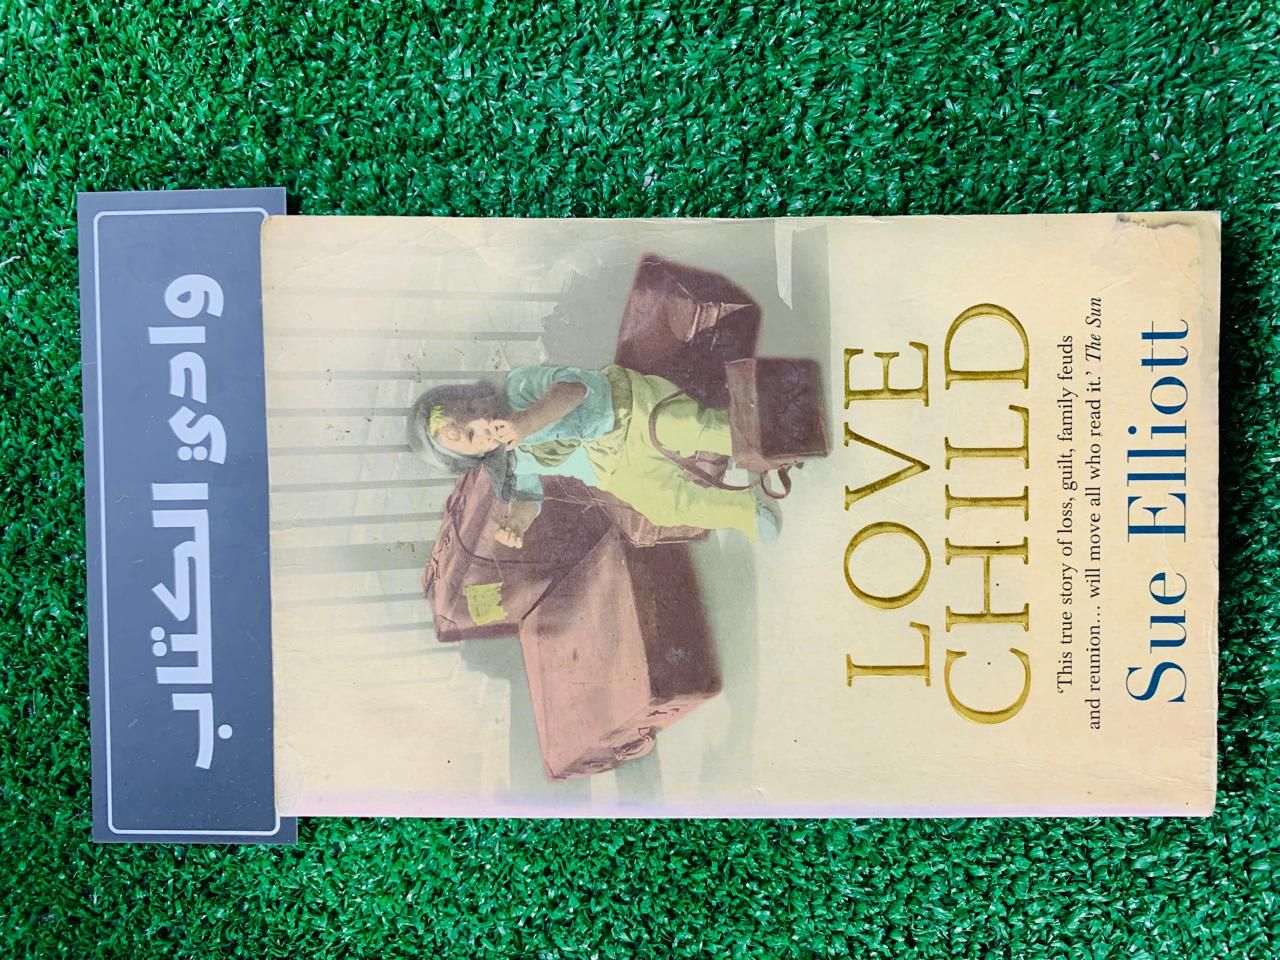 وادي الكتاب
LOVE
CHILD
‘This true story of loss, guilt, family feuds
and reunion... will move all who read it.’ The Sun
Sue Elliott